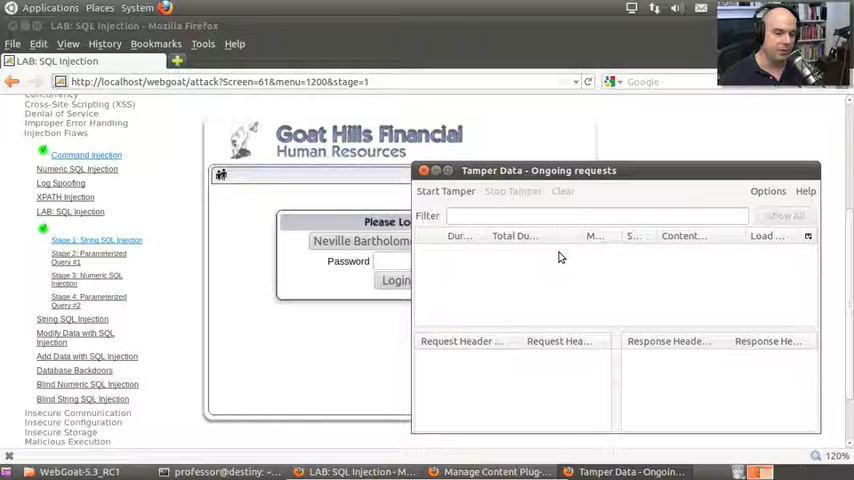 Applications Places System
LAB: SQL Injection - Mozilla Firefox
File Edit View History Bookmarks Tools Help
LAB: SQL Injection
http://localhost/webgoat/attack?Screen=61&menu=1200&stage=1
Google
Concurrency
Cross-Site Scripting (XSS)
Denial of Service
Improper Error Handling
Injection Flaws
Command Injection
Numeric SQL Injection
Log Spoofing
XPATH Injection
LAB: SQL Injection
Stage 1: String SQL Injection
Stage 2: Parameterized
Query #1
Stage 3: Numeric SQL
Injection
Stage 4: Parameterized
Query #2
String SQL Injection
Modify Data with SQL
Injection
Add Data with SQL Injection
Database Backdoors
Blind Numeric SQL Injection
Blind String SQL Injection
Insecure Communication
Insecure Configuration
Insecure Storage
Malicious Execution
Goat Hills Financial
Human Resources
Please Lo
Neville Bartholome
Password
Login
Tamper Data - Ongoing requests
Start Tamper Stop Tamper Clear Options Help
Filter Show All
Dur... Total Du... M... S... Content... Load ...
Request Header ... Request Hea... Response Heade... Response He...
120%
WebGoat-5.3_RC1 professor@destiny: ~... LAB: SQL Injection - M... Manage Content Plug-... Tamper Data - Ongoin...